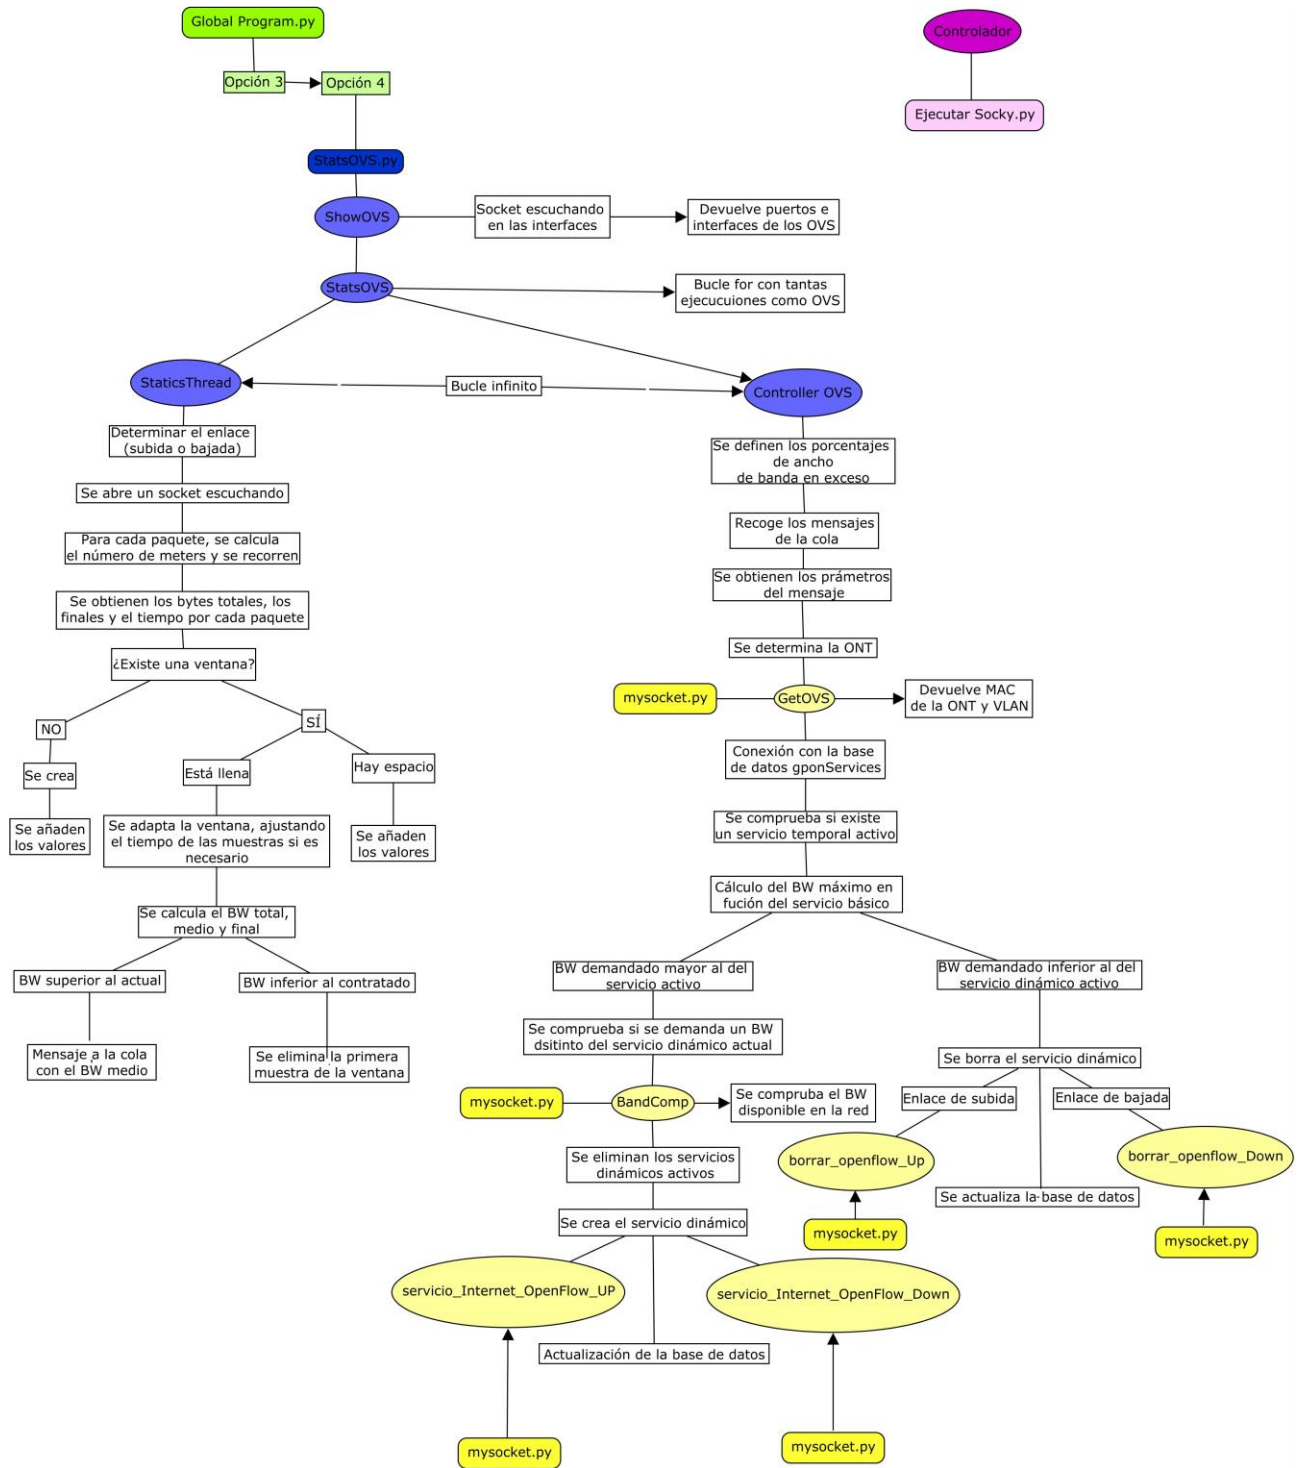 Global Program.py
Controlador
Opción 3
Opción 4
Ejecutar Socky.py
StatsOVS.py
ShowOVS
Socket escuchando
en las interfaces
Devuelve puertos e
interfaces de los OVS
StatsOVS
Bucle for con tantas
ejecucuiones como OVS
StaticsThread
Bucle infinito
Controller OVS
Determinar el enlace
(subida o bajada)
Se abre un socket escuchando
Para cada paquete, se calcula
el número de meters y se recorren
Se obtienen los bytes totales, los
finales y el tiempo por cada paquete
¿Existe una ventana?
NO
SÍ
Se crea
Está llena
Hay espacio
Se añaden
los valores
Se adapta la ventana, ajustando
el tiempo de las muestras si es
necesario
Se añaden
los valores
Se calcula el BW total,
medio y final
BW superior al actual
BW inferior al contratado
Mensaje a la cola
con el BW medio
Se elimina la primera
muestra de la ventana
Se definen los porcentajes
de ancho
de banda en exceso
Recoge los mensajes
de la cola
Se obtienen los prámetros
del mensaje
Se determina la ONT
mysocket.py
GetOVS
Devuelve MAC
de la ONT y VLAN
Conexión con la base
de datos gponServices
Se comprueba si existe
un servicio temporal activo
Cálculo del BW máximo en
fución del servicio básico
BW demandado mayor al del
servicio activo
BW demandado inferior al del
servicio dinámico activo
Se comprueba si se demanda un BW
dsitinto del servicio dinámico actual
Se borra el servicio dinámico
mysocket.py
BandComp
Se compruba el BW
disponible en la red
Enlace de subida
Enlace de bajada
Se eliminan los servicios
dinámicos activos
borrar_openflow_Up
borrar_openflow_Down
Se actualiza la base de datos
Se crea el servicio dinámico
mysocket.py
mysocket.py
servicio_Internet_OpenFlow_UP
servicio_Internet_OpenFlow_Down
Actualización de la base de datos
mysocket.py
mysocket.py